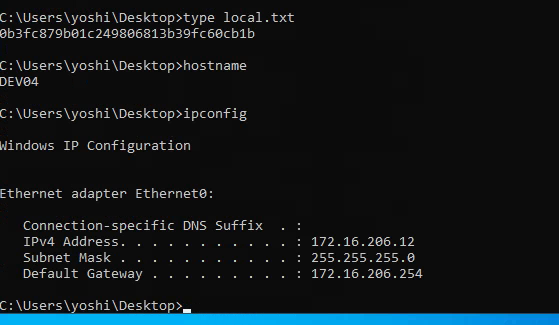 C:\Users\yoshi\Desktop>type local.txt
0b3fc879b01c249806813b39fc60cb1b
C:\Users\yoshi\Desktop>hostname
DEV04
C:\Users\yoshi\Desktop>ipconfig
Windows IP Configuration
Ethernet adapter Ethernet0:
Connection-specific DNS Suffix  . :
IPv4 Address. . . . . . . . . . . : 172.16.206.12
Subnet Mask . . . . . . . . . . . : 255.255.255.0
Default Gateway . . . . . . . . . : 172.16.206.254
C:\Users\yoshi\Desktop>